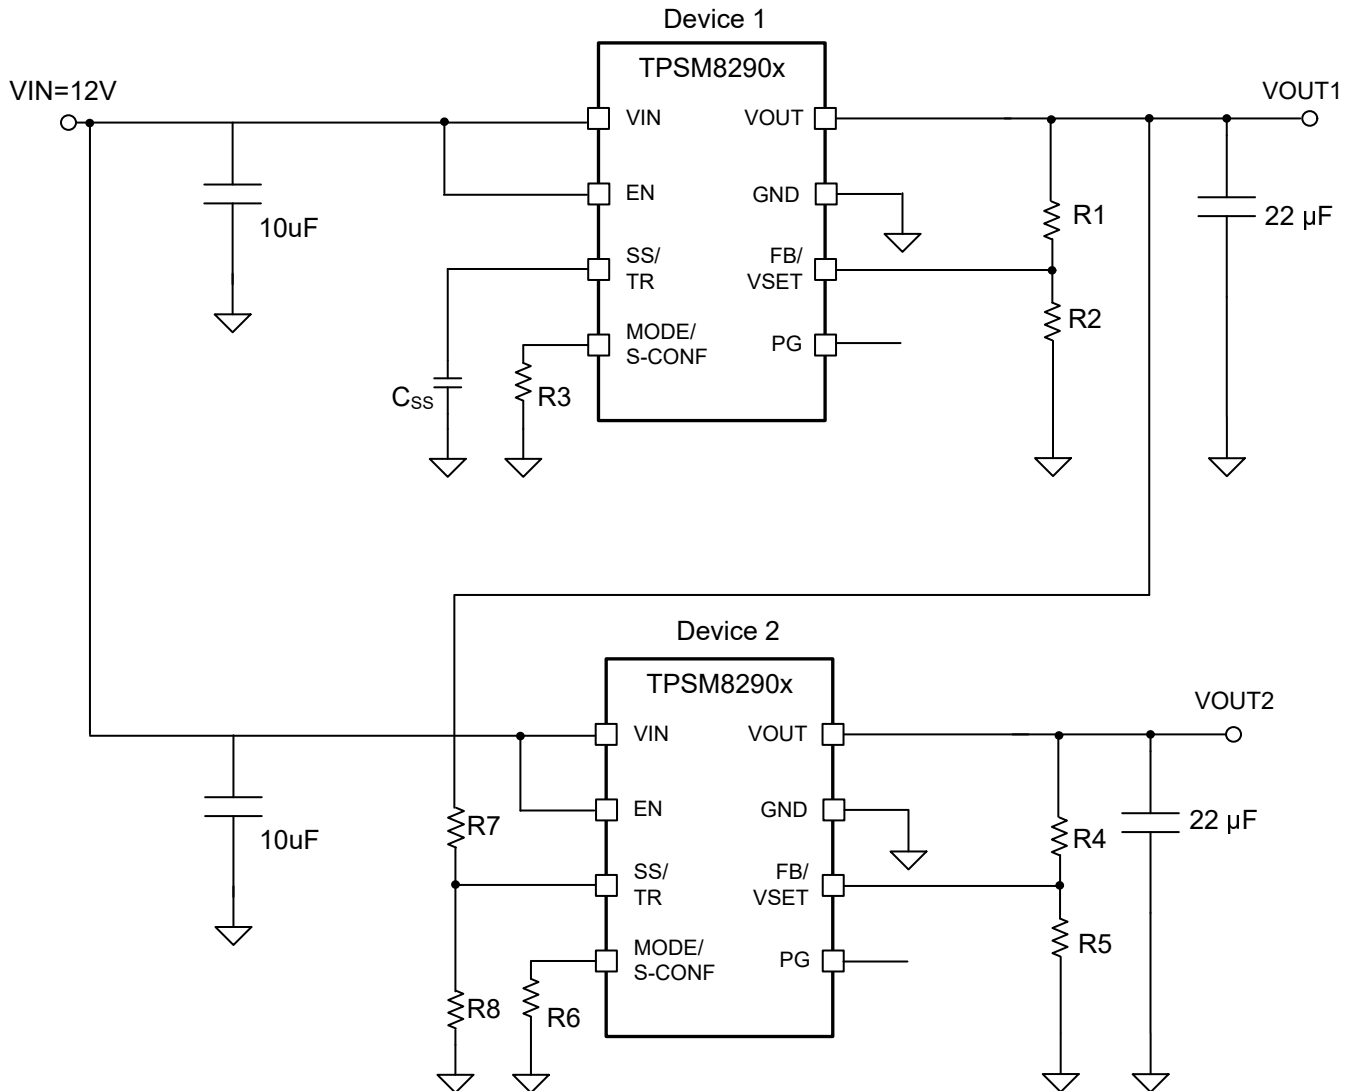 Device 1
TPSM8290x
VIN=12V
VOUT1
VIN
VOUT
EN
GND
10uF
R1
22 µF
SS/
TR
FB/
VSET
R2
MODE/
S-CONF
PG
CSS
R3
Device 2
TPSM8290x
VOUT2
VIN
VOUT
EN
GND
10uF
R7
R4
22 µF
SS/
TR
FB/
VSET
R5
MODE/
S-CONF
PG
R8
R6